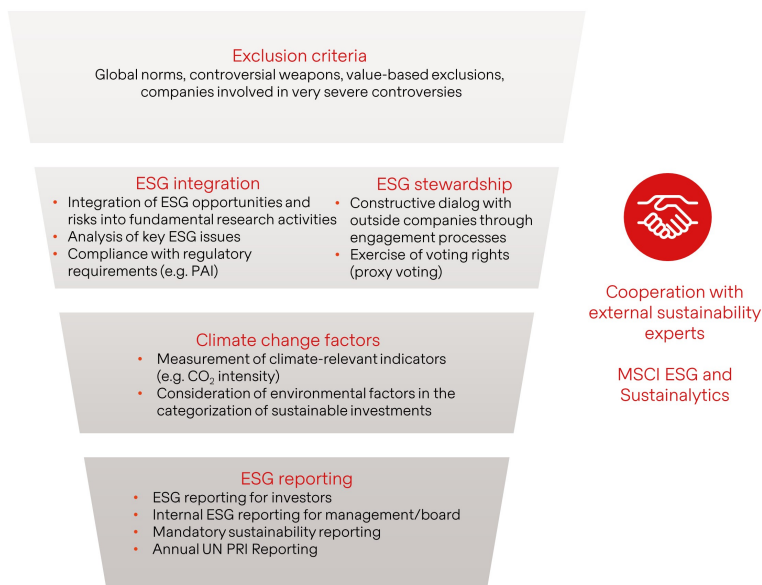 Exclusion criteria
Global norms, controversial weapons, value-based exclusions,
companies involved in very severe controversies
ESG integration
• Integration of ESG opportunities and
risks into fundamental research activities
• Analysis of key ESG issues
• Compliance with regulatory
requirements (e.g. PAI)
ESG stewardship
• Constructive dialog with
outside companies through
engagement processes
• Exercise of voting rights
(proxy voting)
Climate change factors
• Measurement of climate-relevant indicators
(e.g. CO₂ intensity)
• Consideration of environmental factors in the
categorization of sustainable investments
ESG reporting
• ESG reporting for investors
• Internal ESG reporting for management/board
• Mandatory sustainability reporting
• Annual UN PRI Reporting
Cooperation with
external sustainability
experts
MSCI ESG and
Sustainalytics